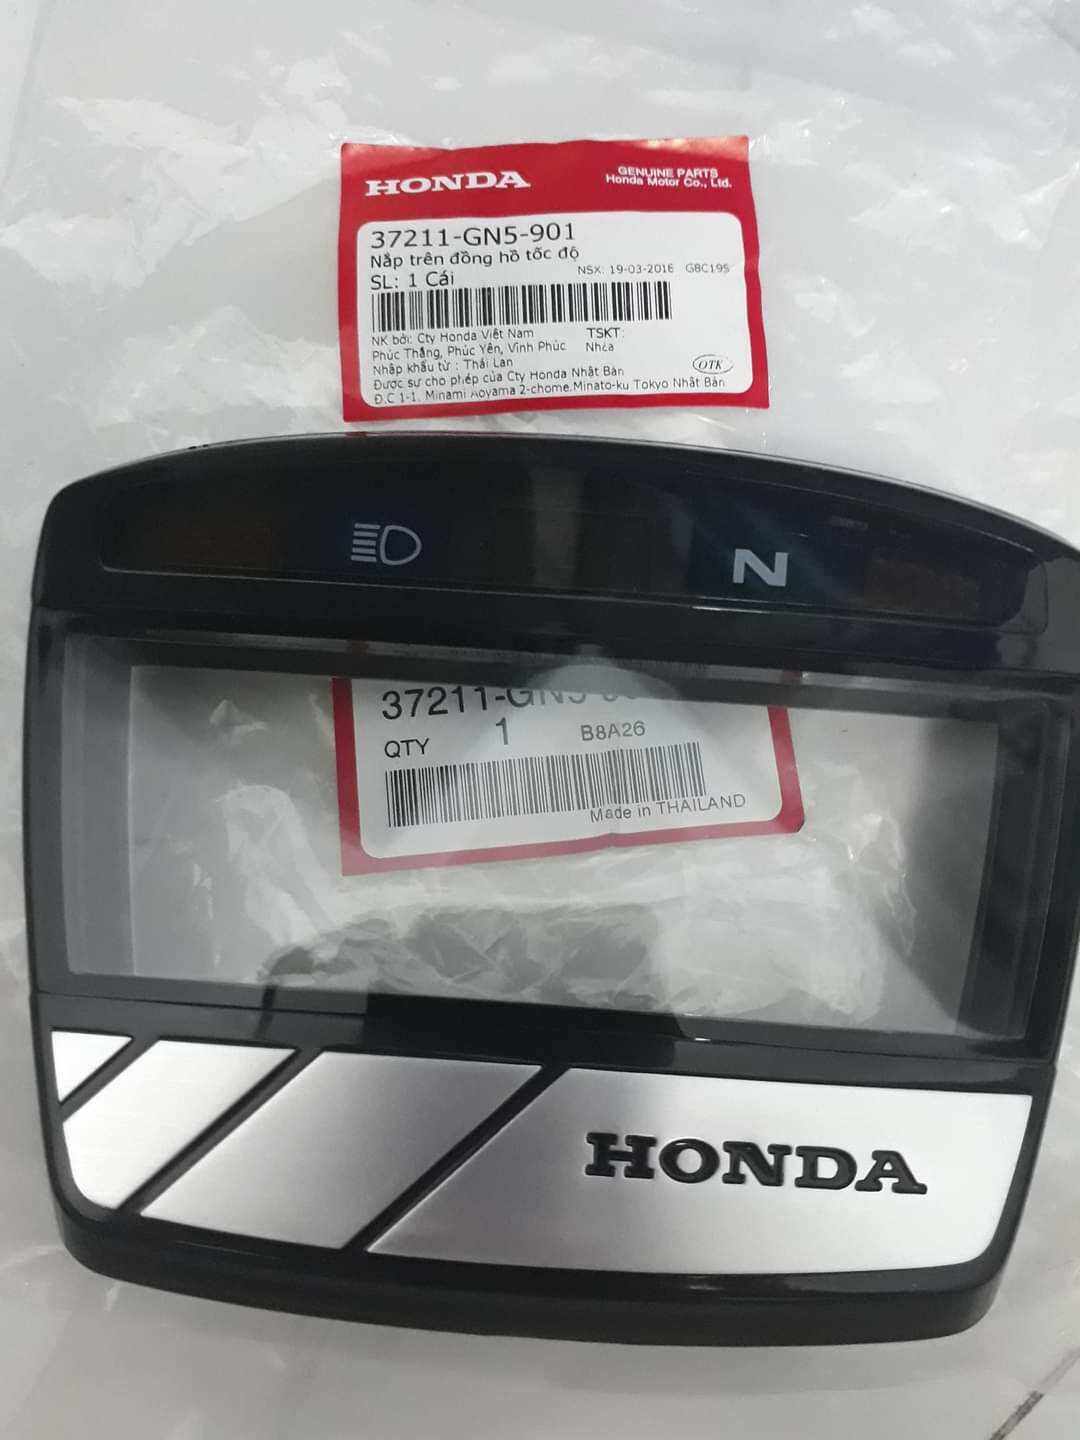 HONDA
GENUINE PARTS
Honda Motor Co., Ltd.
37211-GN5-901
Nắp trên đồng hồ tốc độ
NSX: 19-03-2018 G8C195
SL: 1 Cái
NK bởi: Cty Honda Việt Nam
TSKT:
Phúc Thắng, Phúc Yên, Vĩnh Phúc
Nhựa
Nhập khẩu từ : Thái Lan
OTK
Được sự cho phép của Cty Honda Nhật Bản
Đ.C 1-1, Minami Aoyama 2-chome.Minato-ku Tokyo Nhật Bản
N
37211-GN5-
QTY 1 B8A26
Made in THAILAND
HONDA